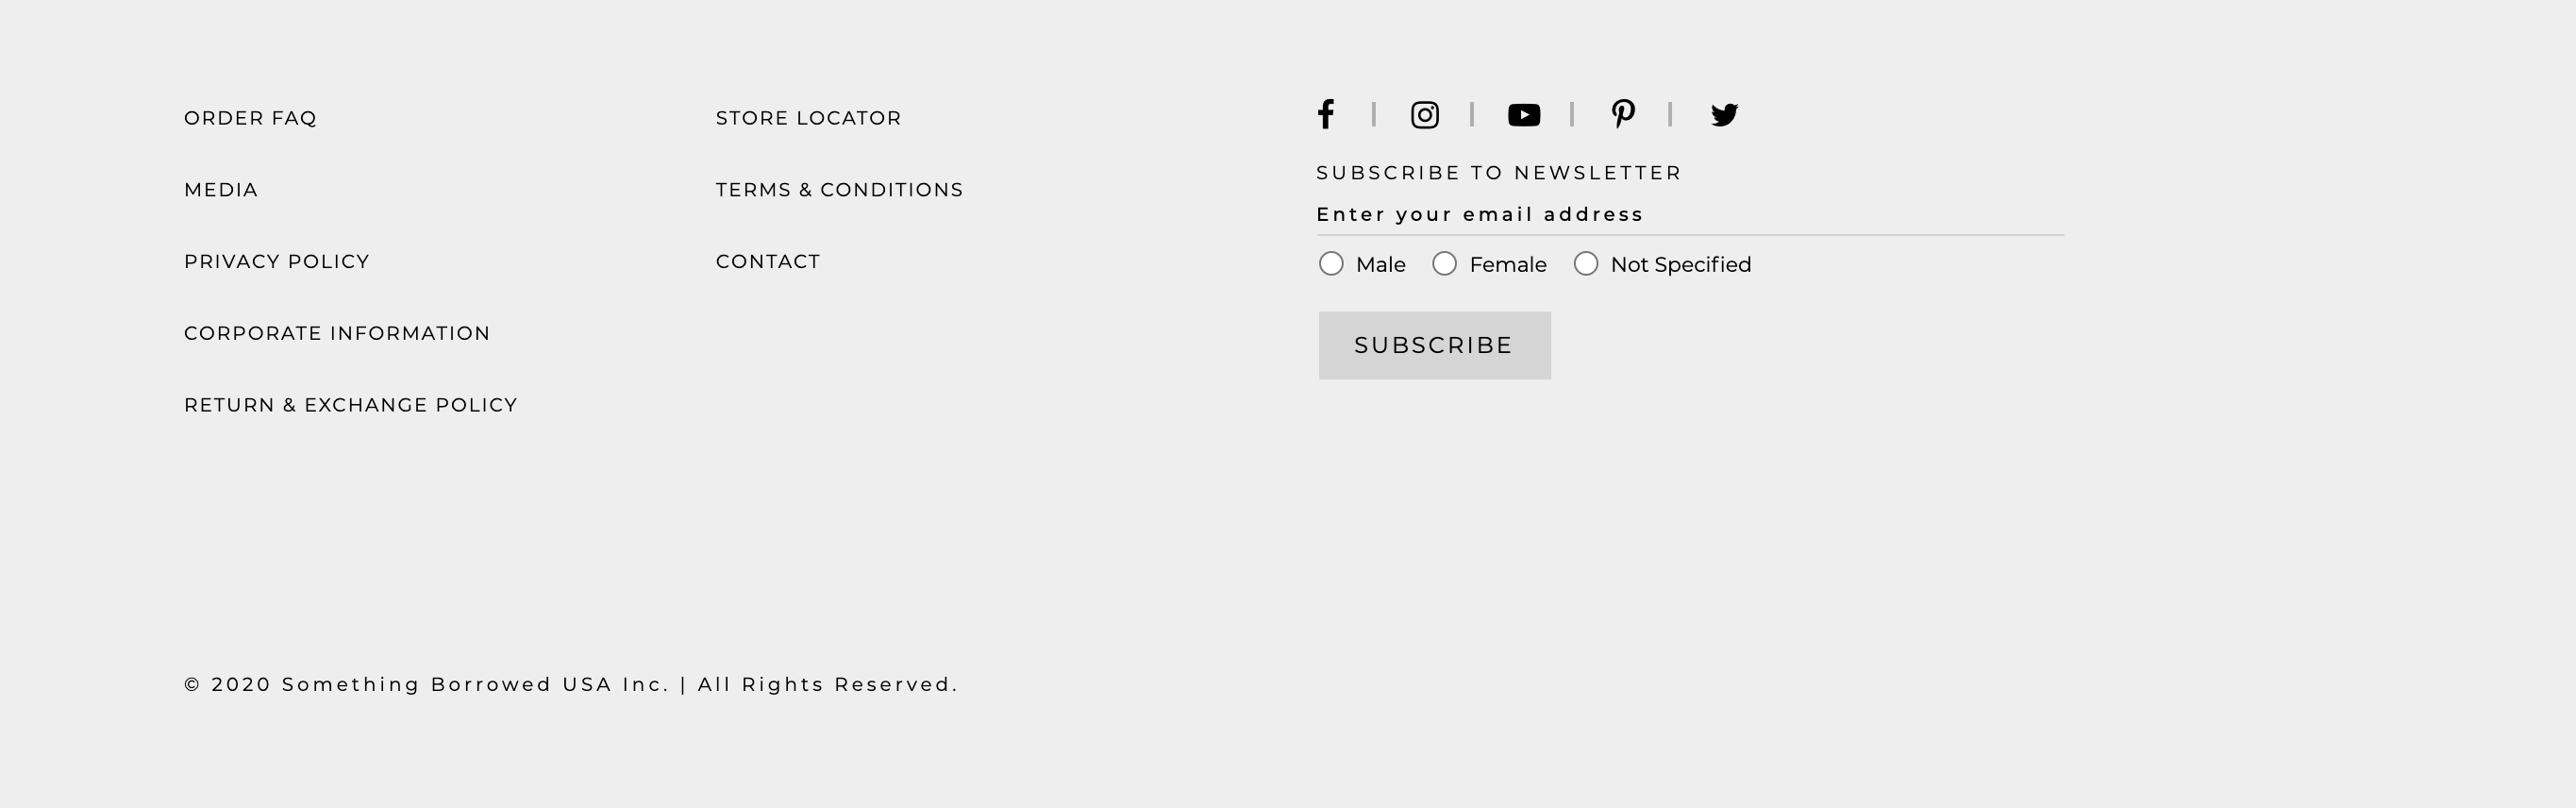 ORDER FAQ
MEDIA
PRIVACY POLICY
CORPORATE INFORMATION
RETURN & EXCHANGE POLICY
STORE LOCATOR
TERMS & CONDITIONS
CONTACT
SUBSCRIBE TO NEWSLETTER
Enter your email address
Male Female Not Specified
SUBSCRIBE
© 2020 Something Borrowed USA Inc. | All Rights Reserved.